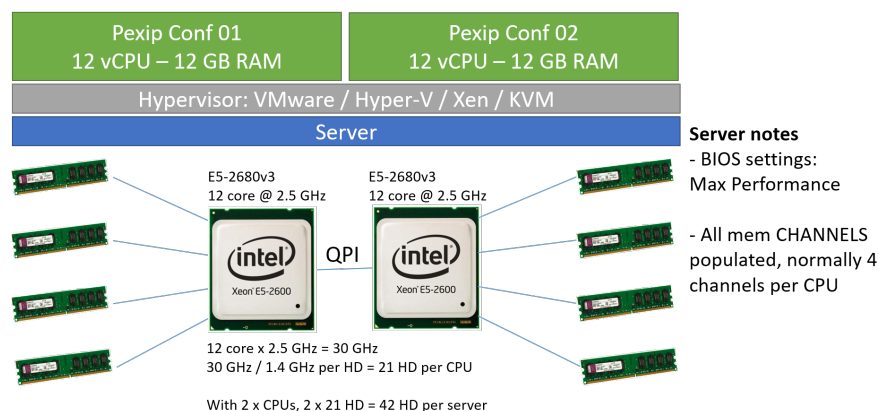 Pexip Conf 01
12 vCPU – 12 GB RAM
Pexip Conf 02
12 vCPU – 12 GB RAM
Hypervisor: VMware / Hyper-V / Xen / KVM
Server
Server notes
- BIOS settings:
Max Performance
- All mem CHANNELS
populated, normally 4
channels per CPU
E5-2680v3
12 core @ 2.5 GHz
E5-2680v3
12 core @ 2.5 GHz
intel
Xeon E5-2600
QPI
intel
Xeon E5-2600
12 core x 2.5 GHz = 30 GHz
30 GHz / 1.4 GHz per HD = 21 HD per CPU
With 2 x CPUs, 2 x 21 HD = 42 HD per server